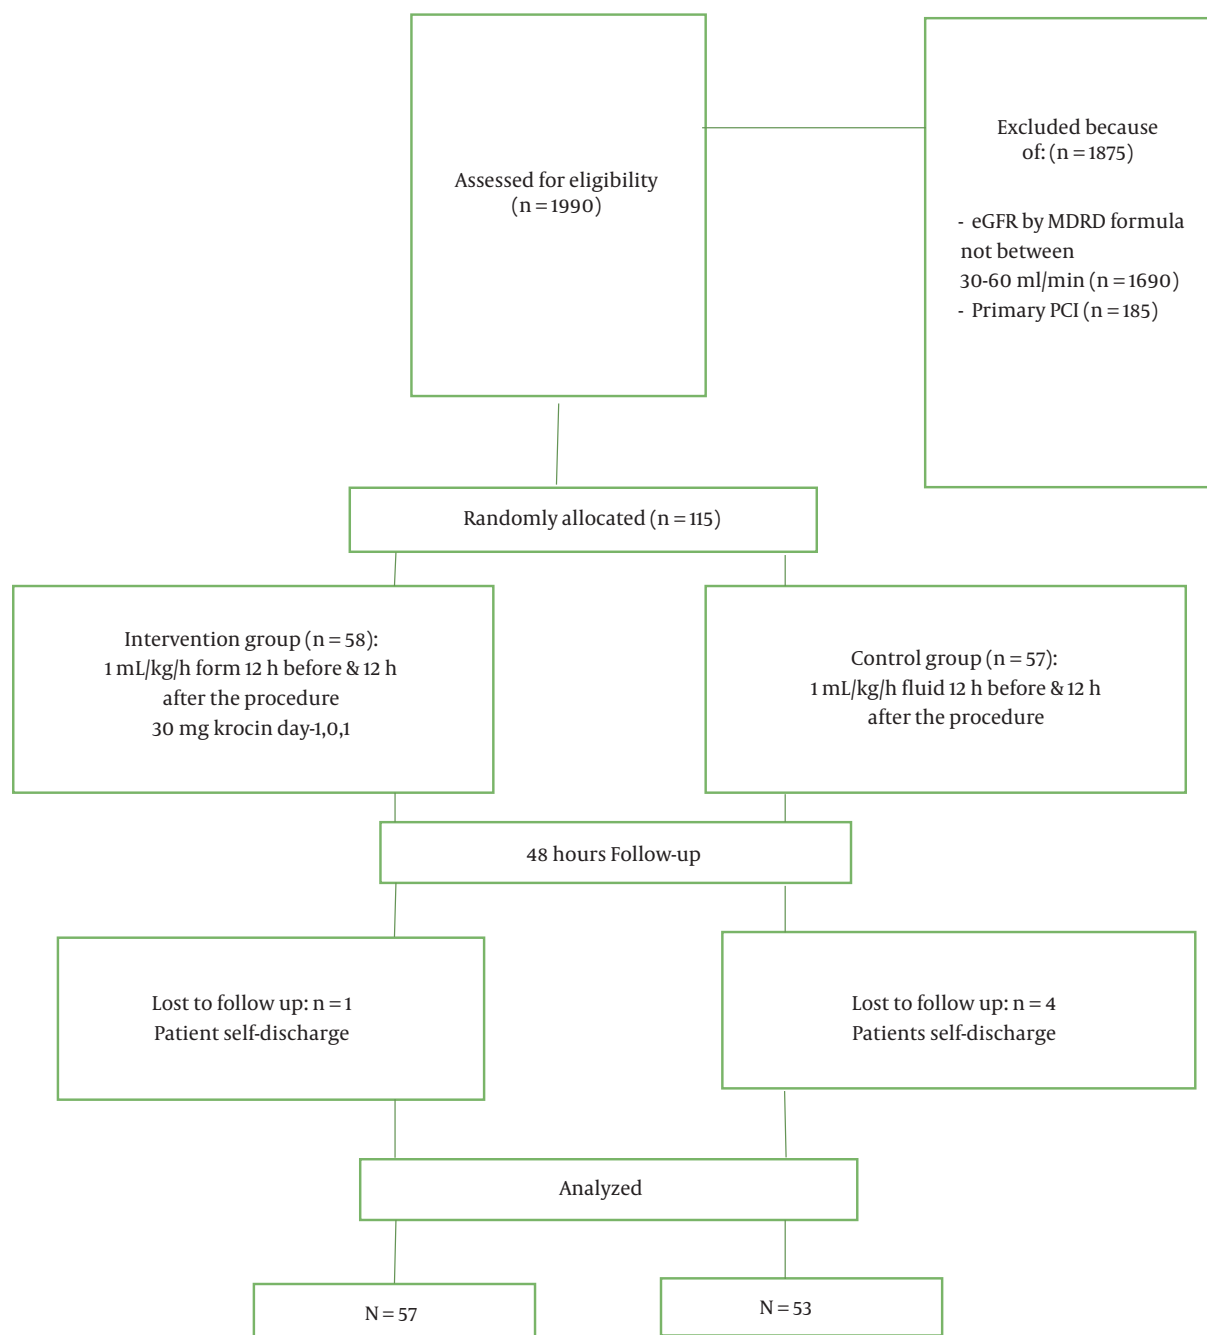 Assessed for eligibility
(n = 1990)
Excluded because
of: (n = 1875)
- eGFR by MDRD formula
not between
30-60 ml/min (n = 1690)
- Primary PCI (n = 185)
Randomly allocated (n = 115)
Intervention group (n = 58):
1 mL/kg/h form 12 h before & 12 h
after the procedure
30 mg krocin day-1,0,1
Control group (n = 57):
1 mL/kg/h fluid 12 h before & 12 h
after the procedure
48 hours Follow-up
Lost to follow up: n = 1
Patient self-discharge
Lost to follow up: n = 4
Patients self-discharge
Analyzed
N = 57
N = 53